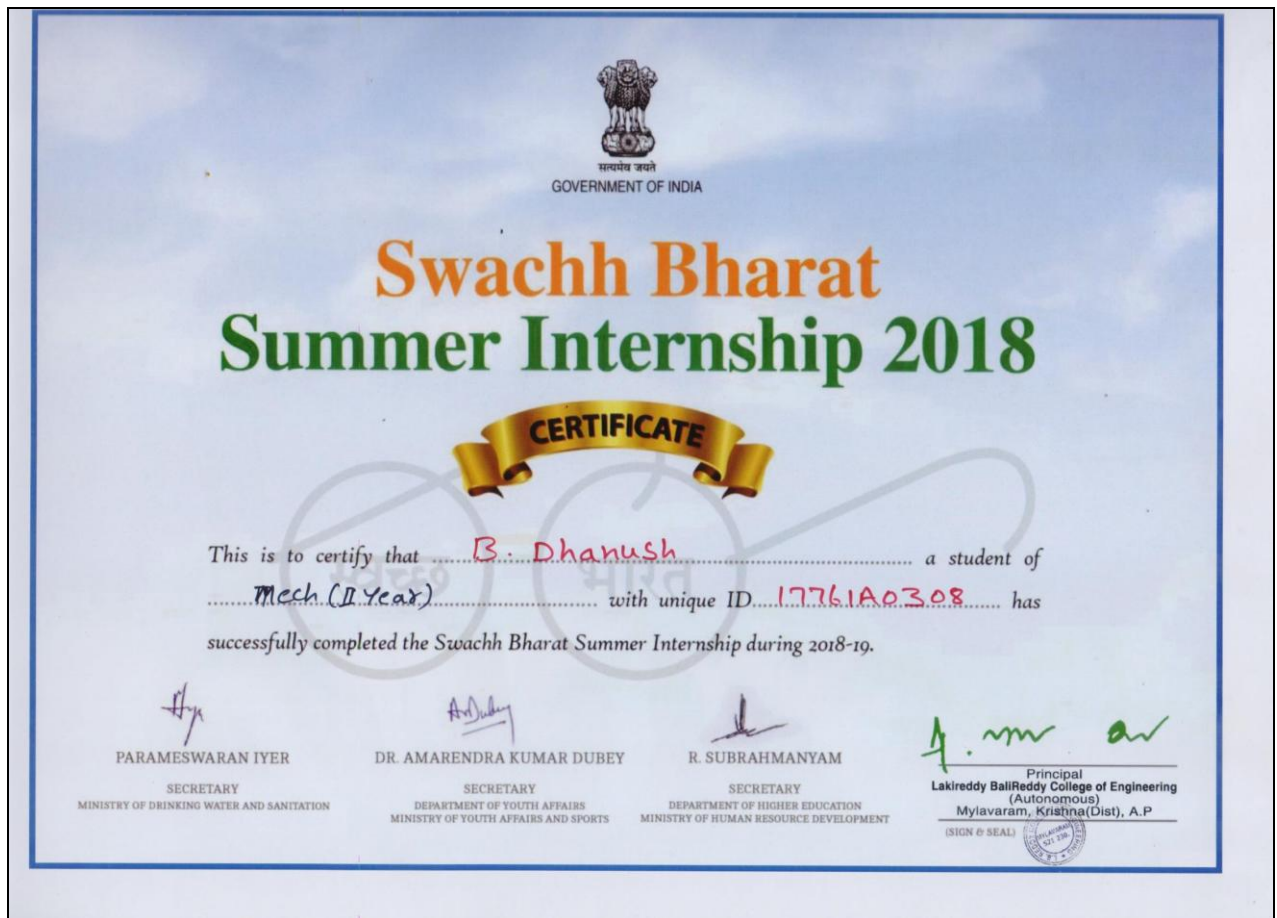 सत्यमेव जयते
GOVERNMENT OF INDIA
Swachh Bharat
Summer Internship 2018
CERTIFICATE
स्वच्छ भारत
This is to certify that B. Dhanush a student of
Mech (II Year) with unique ID 17761A0308 has
successfully completed the Swachh Bharat Summer Internship during 2018-19.
PARAMESWARAN IYER
SECRETARY
MINISTRY OF DRINKING WATER AND SANITATION
DR. AMARENDRA KUMAR DUBEY
SECRETARY
DEPARTMENT OF YOUTH AFFAIRS
MINISTRY OF YOUTH AFFAIRS AND SPORTS
R. SUBRAHMANYAM
SECRETARY
DEPARTMENT OF HIGHER EDUCATION
MINISTRY OF HUMAN RESOURCE DEVELOPMENT
Principal
Lakireddy BaliReddy College of Engineering
(Autonomous)
Mylavaram, Krishna(Dist), A.P
(SIGN & SEAL)